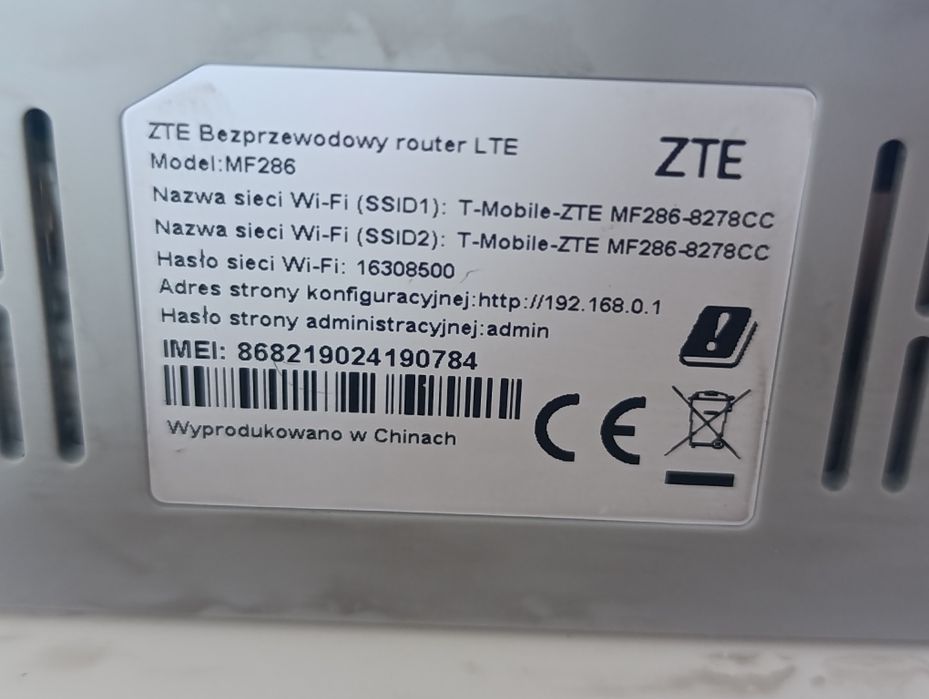 ZTE Bezprzewodowy router LTE
ZTE
Model:MF286
Nazwa sieci Wi-Fi (SSID1): T-Mobile-ZTE MF286-8278CC
Nazwa sieci Wi-Fi (SSID2): T-Mobile-ZTE MF286-8278CC
Hasło sieci Wi-Fi: 16308500
Adres strony konfiguracyjnej:http://192.168.0.1
Hasło strony administracyjnej:admin
IMEI: 868219024190784
Wyprodukowano w Chinach
CE